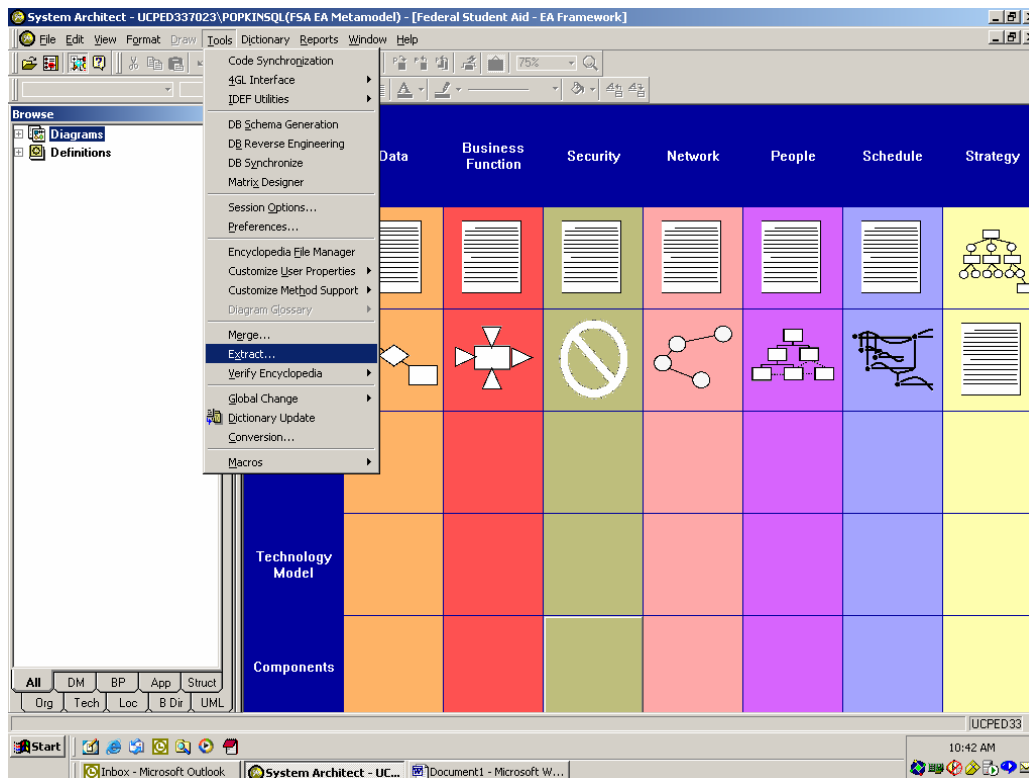 System Architect - UCPED337023\POPKINSQL(FSA EA Metamodel) - [Federal Student Aid - EA Framework]
File Edit View Format Draw Tools Dictionary Reports Window Help
75%
Browse
Diagrams
Definitions
Code Synchronization
4GL Interface
IDEF Utilities
DB Schema Generation
DB Reverse Engineering
DB Synchronize
Matrix Designer
Session Options...
Preferences...
Encyclopedia File Manager
Customize User Properties
Customize Method Support
Diagram Glossary
Merge...
Extract...
Verify Encyclopedia
Global Change
Dictionary Update
Conversion...
Macros
Data
Business
Function
Security
Network
People
Schedule
Strategy
Technology
Model
Components
All DM BP App Struct
Org Tech Loc B Dir UML
UCPED33
Start
10:42 AM
Inbox - Microsoft Outlook
System Architect - UC...
Document1 - Microsoft W...